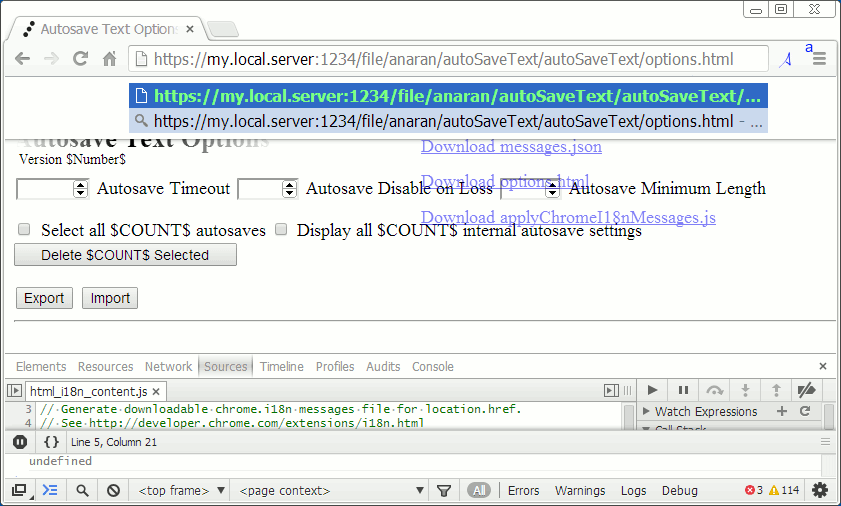 Autosave Text Options
https://my.local.server:1234/file/anaran/autoSaveText/options.html
a
https://my.local.server:1234/file/anaran/autoSaveText/autoSaveText/...
https://my.local.server:1234/file/anaran/autoSaveText/autoSaveText/options.html - ...
Autosave Text Options
Download messages.json
Version $Number$
Download options.html
Autosave Timeout Autosave Disable on Loss Autosave Minimum Length
Download applyChromeI18nMessages.js
Select all $COUNT$ autosaves Display all $COUNT$ internal autosave settings
Delete $COUNT$ Selected
Export Import
Elements Resources Network Sources Timeline Profiles Audits Console
html_i18n_content.js
3 // Generate downloadable chrome.i18n messages file for location.href.
Watch Expressions
4 // See http://developer.chrome.com/extensions/i18n.html
Call Stack
{} Line 5, Column 21
undefined
<top frame> <page context> All Errors Warnings Logs Debug 3 114